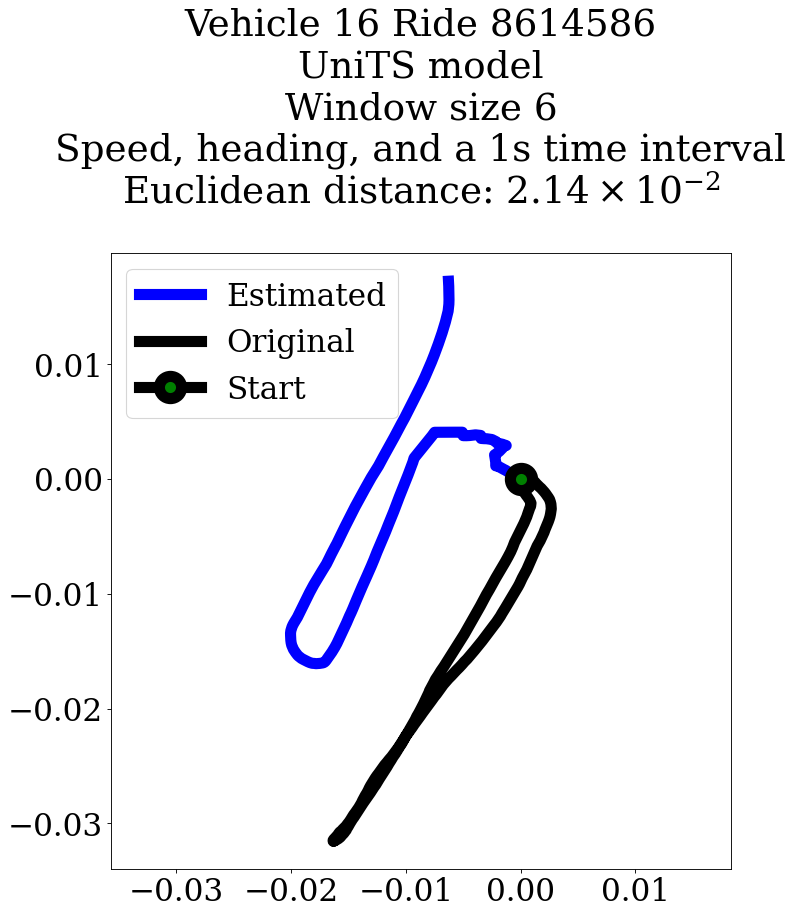 Vehicle 16 Ride 8614586
UniTS model
Window size 6
Speed, heading, and a 1s time interval
Euclidean distance: 2.14 × 10⁻²
Estimated
Original
Start
0.01
0.00
−0.01
−0.02
−0.03
−0.03 −0.02 −0.01 0.00 0.01